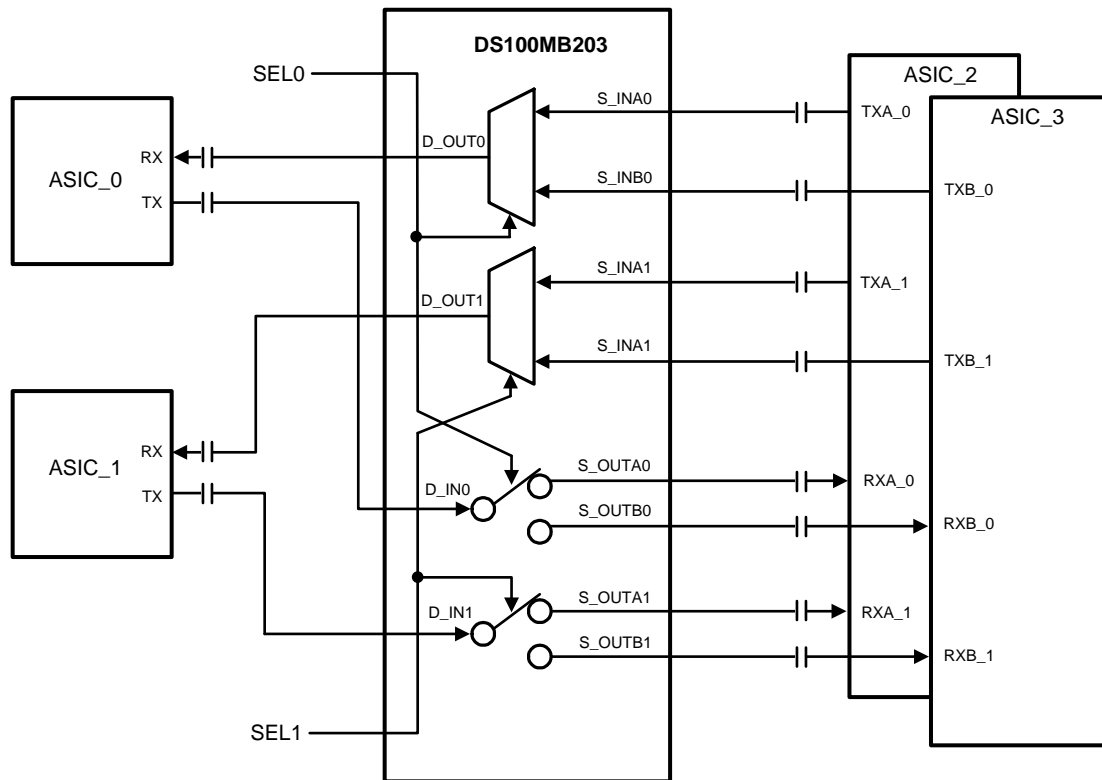 DS100MB203
SEL0
ASIC_2
ASIC_3
S_INA0
TXA_0
D_OUT0
RX
ASIC_0
S_INB0
TXB_0
TX
S_INA1
TXA_1
D_OUT1
S_INA1
TXB_1
RX
ASIC_1
S_OUTA0
RXA_0
TX
D_IN0
S_OUTB0
RXB_0
S_OUTA1
RXA_1
D_IN1
S_OUTB1
RXB_1
SEL1